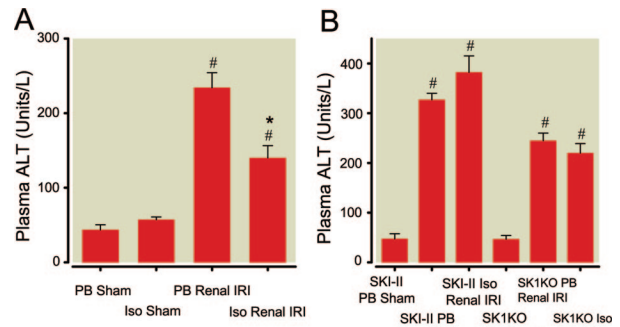 A
Plasma ALT (Units/L)
300
200
100
0
#
*
#
PB Sham
Iso Sham
PB Renal IRI
Iso Renal IRI
B
Plasma ALT (Units/L)
400
300
200
100
0
#
#
#
#
SKI-II
PB Sham
SKI-II PB
SKI-II Iso
Renal IRI
SK1KO
SK1KO PB
Renal IRI
SK1KO Iso